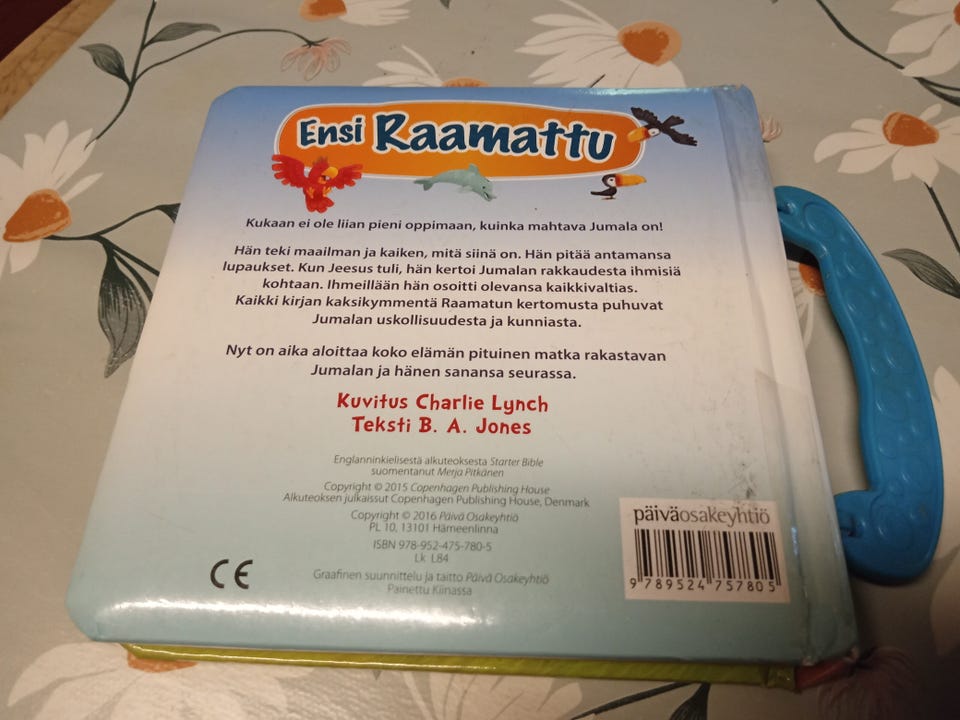 Ensi Raamattu
Kukaan ei ole liian pieni oppimaan, kuinka mahtava Jumala on!
Hän teki maailman ja kaiken, mitä siinä on. Hän pitää antamansa
lupaukset. Kun Jeesus tuli, hän kertoi Jumalan rakkaudesta ihmisiä
kohtaan. Ihmeillään hän osoitti olevansa kaikkivaltias.
Kaikki kirjan kaksikymmentä Raamatun kertomusta puhuvat
Jumalan uskollisuudesta ja kunniasta.
Nyt on aika aloittaa koko elämän pituinen matka rakastavan
Jumalan ja hänen sanansa seurassa.
Kuvitus Charlie Lynch
Teksti B. A. Jones
Englanninkielisestä alkuteoksesta Starter Bible
suomentanut Merja Pitkänen
Copyright © 2015 Copenhagen Publishing House
Alkuteoksen julkaissut Copenhagen Publishing House, Denmark
Copyright © 2016 Päivä Osakeyhtiö
PL 10, 13101 Hämeenlinna
ISBN 978-952-475-780-5
Lk L84
Graafinen suunnittelu ja taitto Päivä Osakeyhtiö
Painettu Kiinassa
CE
päiväosakeyhtiö
9 789524 757805